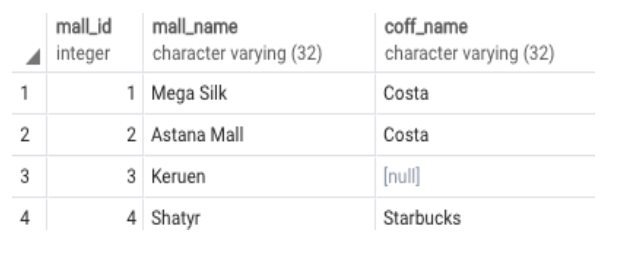 mall_id mall_name coff_name
integer character varying (32) character varying (32)
1 1 Mega Silk Costa
2 2 Astana Mall Costa
3 3 Keruen [null]
4 4 Shatyr Starbucks